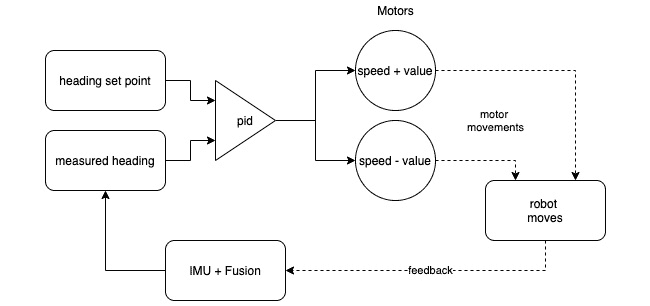 Motors
heading set point
speed + value
pid
motor
movements
measured heading
speed - value
robot
moves
IMU + Fusion
feedback